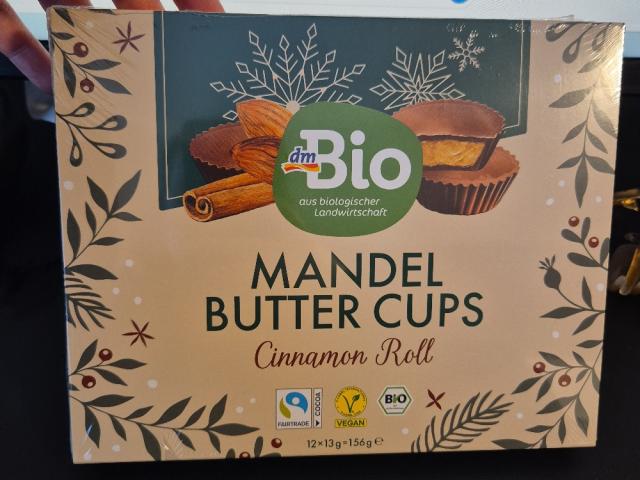 dm
Bio
aus biologischer
Landwirtschaft
MANDEL
BUTTER CUPS
Cinnamon Roll
FAIRTRADE
COCOA
VEGAN
BIO
12×13g=156g℮